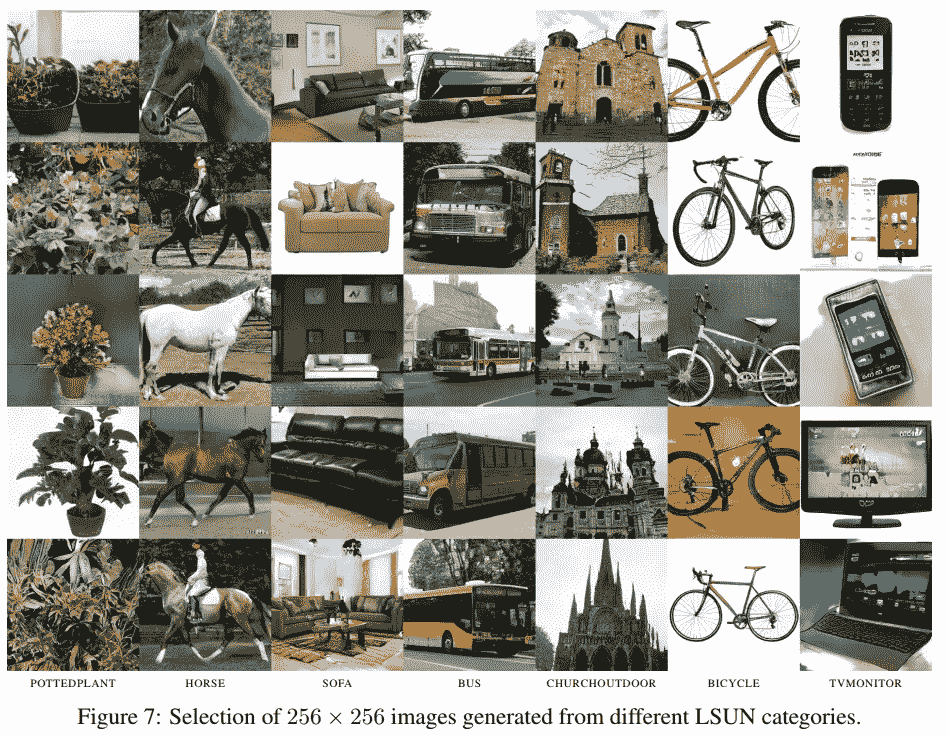 POTTEDPLANT HORSE SOFA BUS CHURCHOUTDOOR BICYCLE TVMONITOR
Figure 7: Selection of 256 × 256 images generated from different LSUN categories.